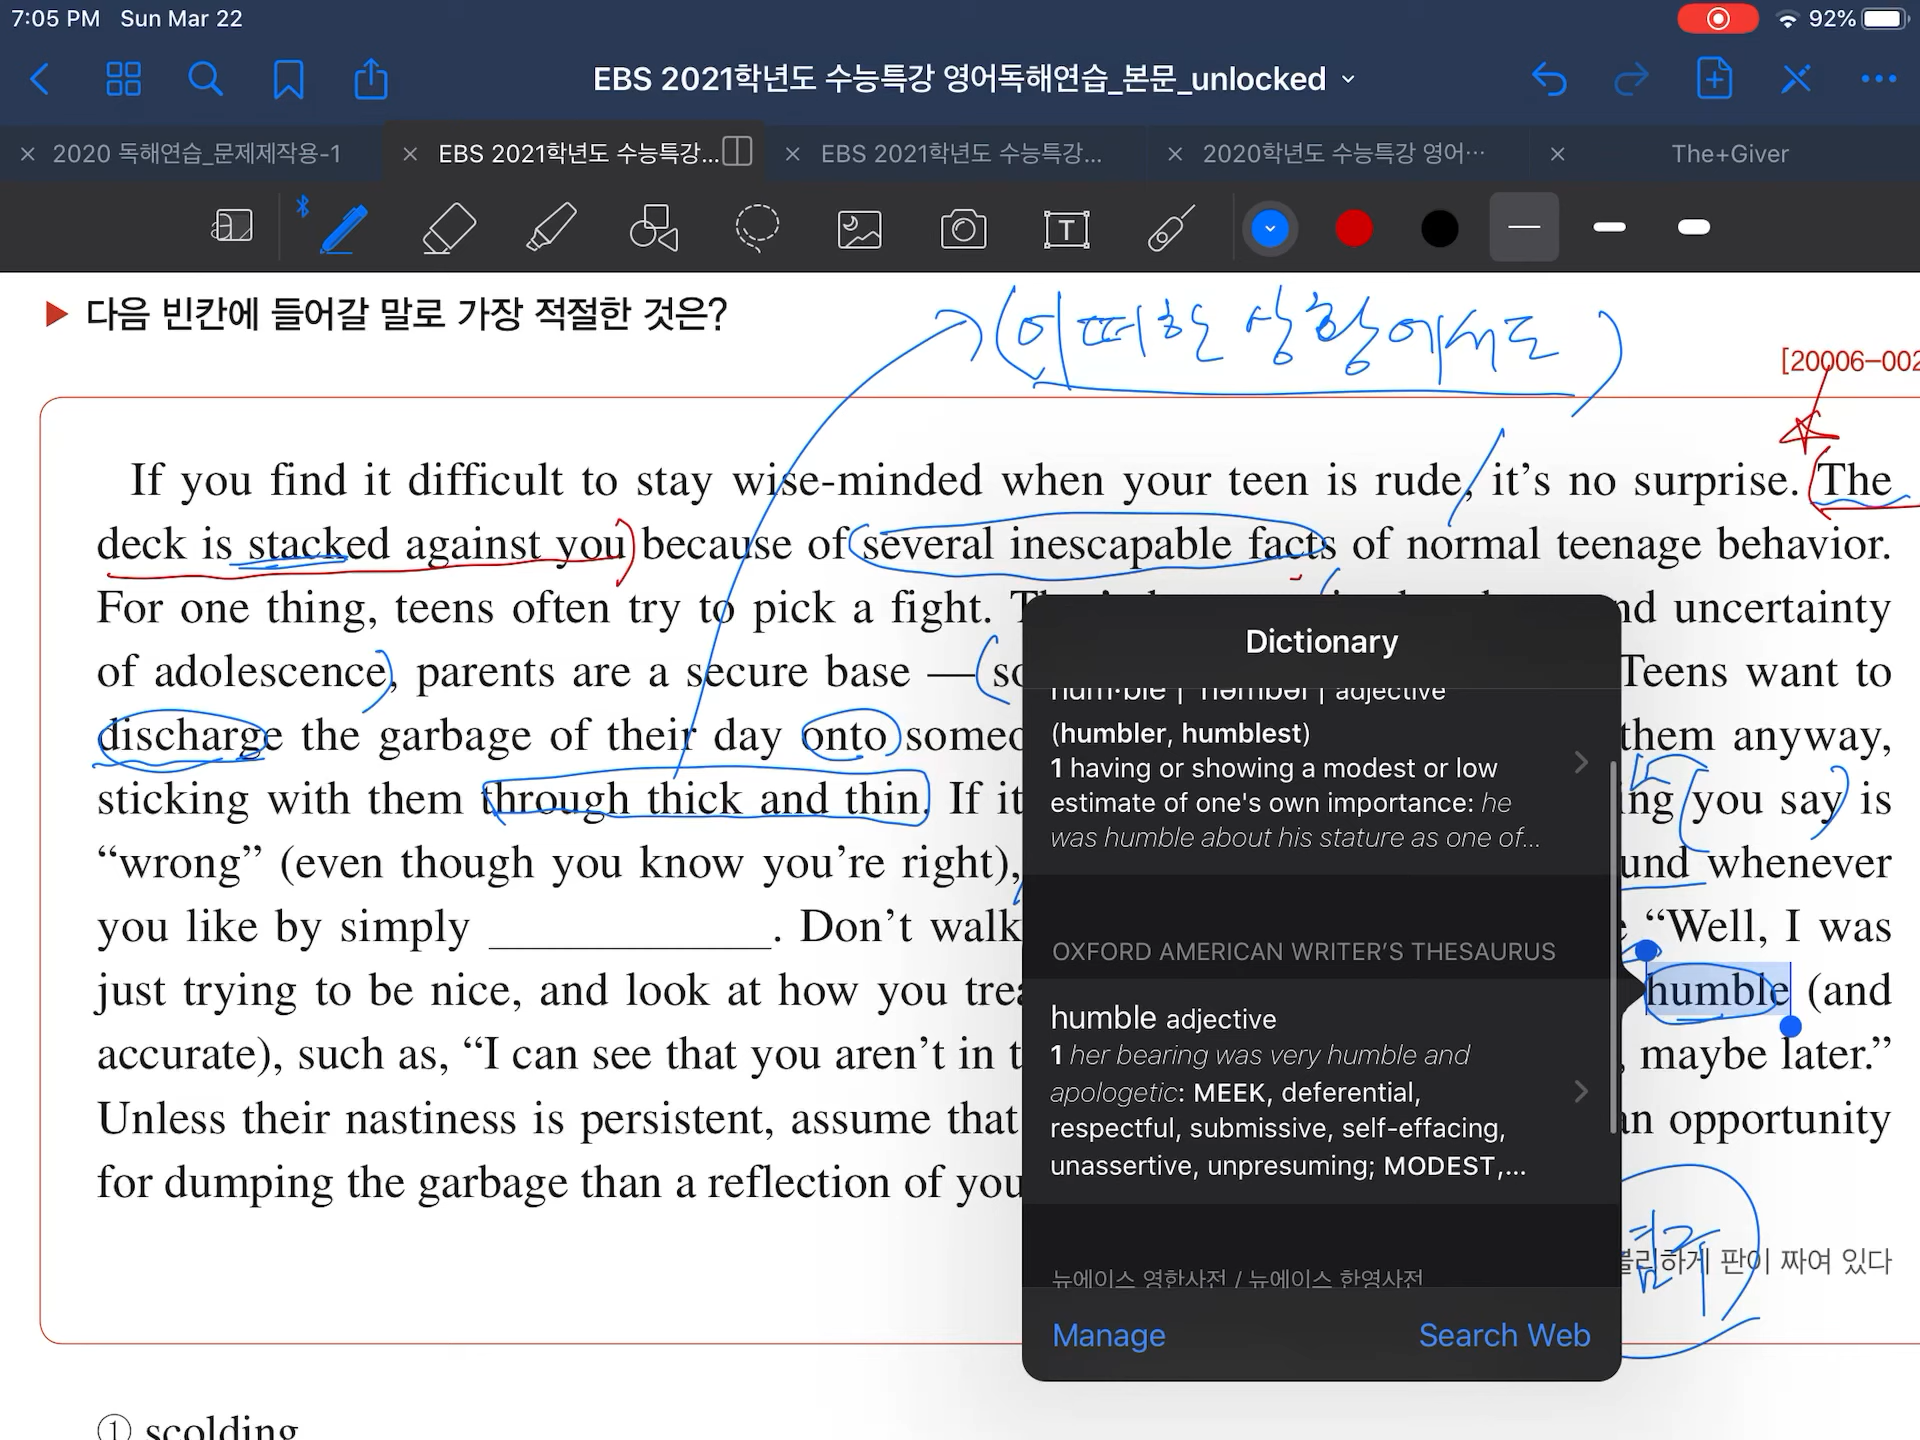 7:05 PM Sun Mar 22
92%
EBS 2021학년도 수능특강 영어독해연습_본문_unlocked
2020 독해연습_문제제작용-1
EBS 2021학년도 수능특강...
EBS 2021학년도 수능특강...
2020학년도 수능특강 영어…
The+Giver
▶ 다음 빈칸에 들어갈 말로 가장 적절한 것은?
(어떠한 상황에서도)
[20006-002
If you find it difficult to stay wise-minded when your teen is rude, it's no surprise. The
deck is stacked against you because of several inescapable facts of normal teenage behavior.
For one thing, teens often try to pick a fight. nd uncertainty
of adolescence, parents are a secure base — so Teens want to
discharge the garbage of their day onto someo them anyway,
sticking with them through thick and thin. If it ing you say is
“wrong” (even though you know you're right), und whenever
you like by simply ____________. Don't walk “Well, I was
just trying to be nice, and look at how you trea humble (and
accurate), such as, “I can see that you aren't in t , maybe later.”
Unless their nastiness is persistent, assume that an opportunity
for dumping the garbage than a reflection of you
불리하게 판이 짜여 있다
① scolding
Dictionary
adjective
(humbler, humblest)
1 having or showing a modest or low
estimate of one's own importance: he
was humble about his stature as one of...
OXFORD AMERICAN WRITER'S THESAURUS
humble adjective
1 her bearing was very humble and
apologetic: MEEK, deferential,
respectful, submissive, self-effacing,
unassertive, unpresuming; MODEST,...
뉴에이스 영한사전 / 뉴에이스 한영사전
Manage
Search Web